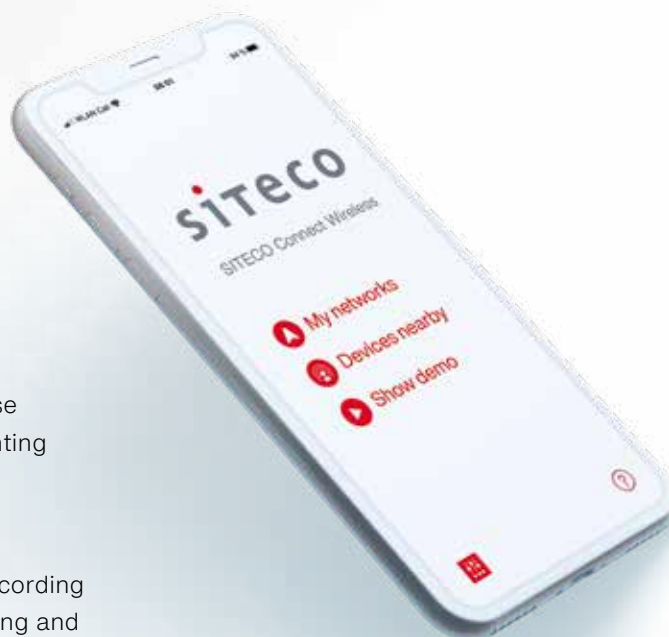 siteco
SITECO Connect Wireless
My networks
Devices nearby
Show demo
?
se
nting
cording
ng and